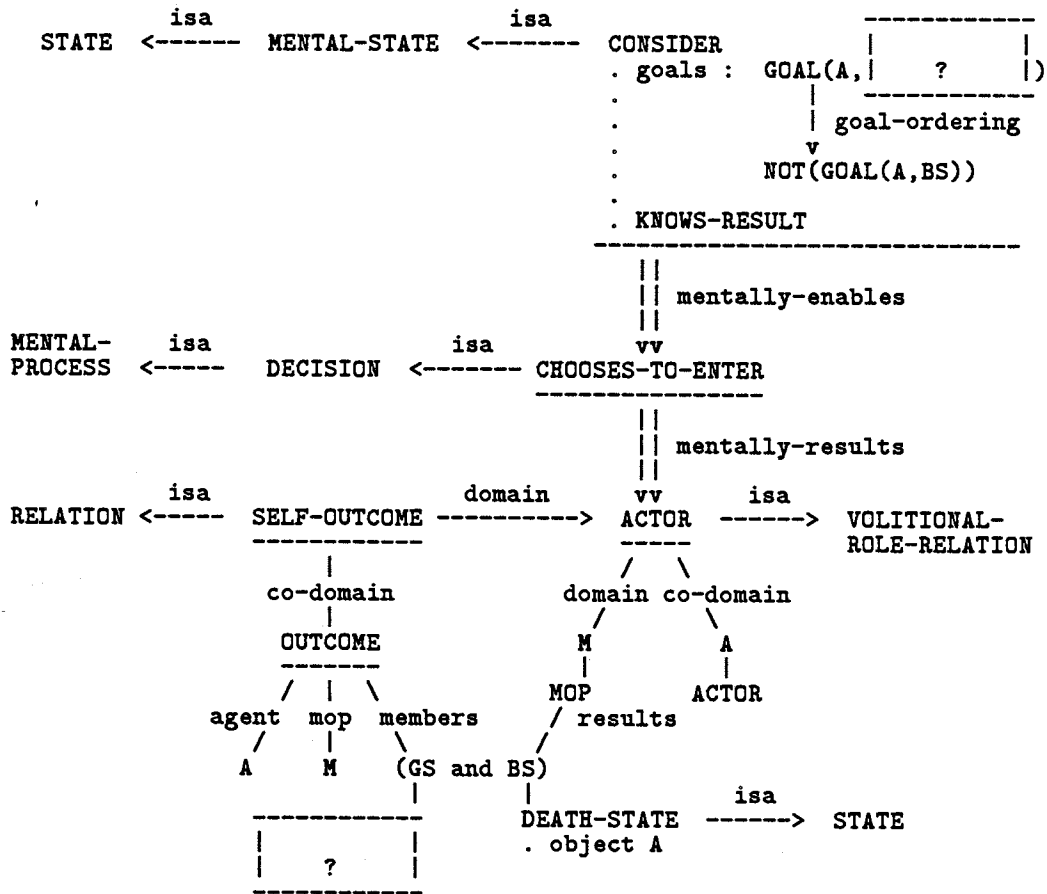 isa isa
STATE <------ MENTAL-STATE <------- CONSIDER
. goals : GOAL(A, ? )
goal-ordering
NOT(GOAL(A,BS))
. KNOWS-RESULT
mentally-enables
MENTAL- isa isa
PROCESS <----- DECISION <------ CHOOSES-TO-ENTER
mentally-results
isa domain isa
RELATION <----- SELF-OUTCOME ----------> ACTOR ------> VOLITIONAL-
ROLE-RELATION
co-domain domain co-domain
OUTCOME M A
MOP ACTOR
agent mop members results
A M (GS and BS)
isa
DEATH-STATE ------> STATE
. object A
?